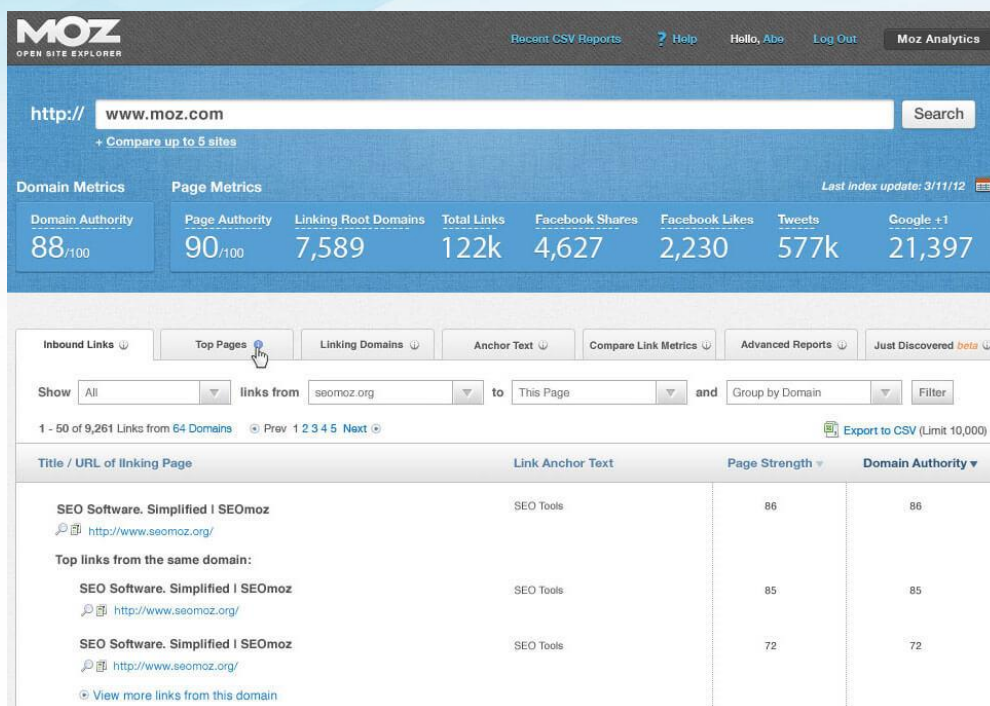 MOZ
OPEN SITE EXPLORER
Recent CSV Reports ? Help Hello, Abe Log Out Moz Analytics
http:// www.moz.com Search
+ Compare up to 5 sites
Domain Metrics Page Metrics Last index update: 3/11/12
Domain Authority Page Authority Linking Root Domains Total Links Facebook Shares Facebook Likes Tweets Google +1
88/100 90/100 7,589 122k 4,627 2,230 577k 21,397
Inbound Links Top Pages Linking Domains Anchor Text Compare Link Metrics Advanced Reports Just Discovered beta
Show All links from seomoz.org to This Page and Group by Domain Filter
1 - 50 of 9,261 Links from 64 Domains Prev 1 2 3 4 5 Next Export to CSV (Limit 10,000)
Title / URL of lInking Page Link Anchor Text Page Strength Domain Authority
SEO Software. Simplified | SEOmoz SEO Tools 86 86
http://www.seomoz.org/
Top links from the same domain:
SEO Software. Simplified | SEOmoz SEO Tools 85 85
http://www.seomoz.org/
SEO Software. Simplified | SEOmoz SEO Tools 72 72
http://www.seomoz.org/
View more links from this domain